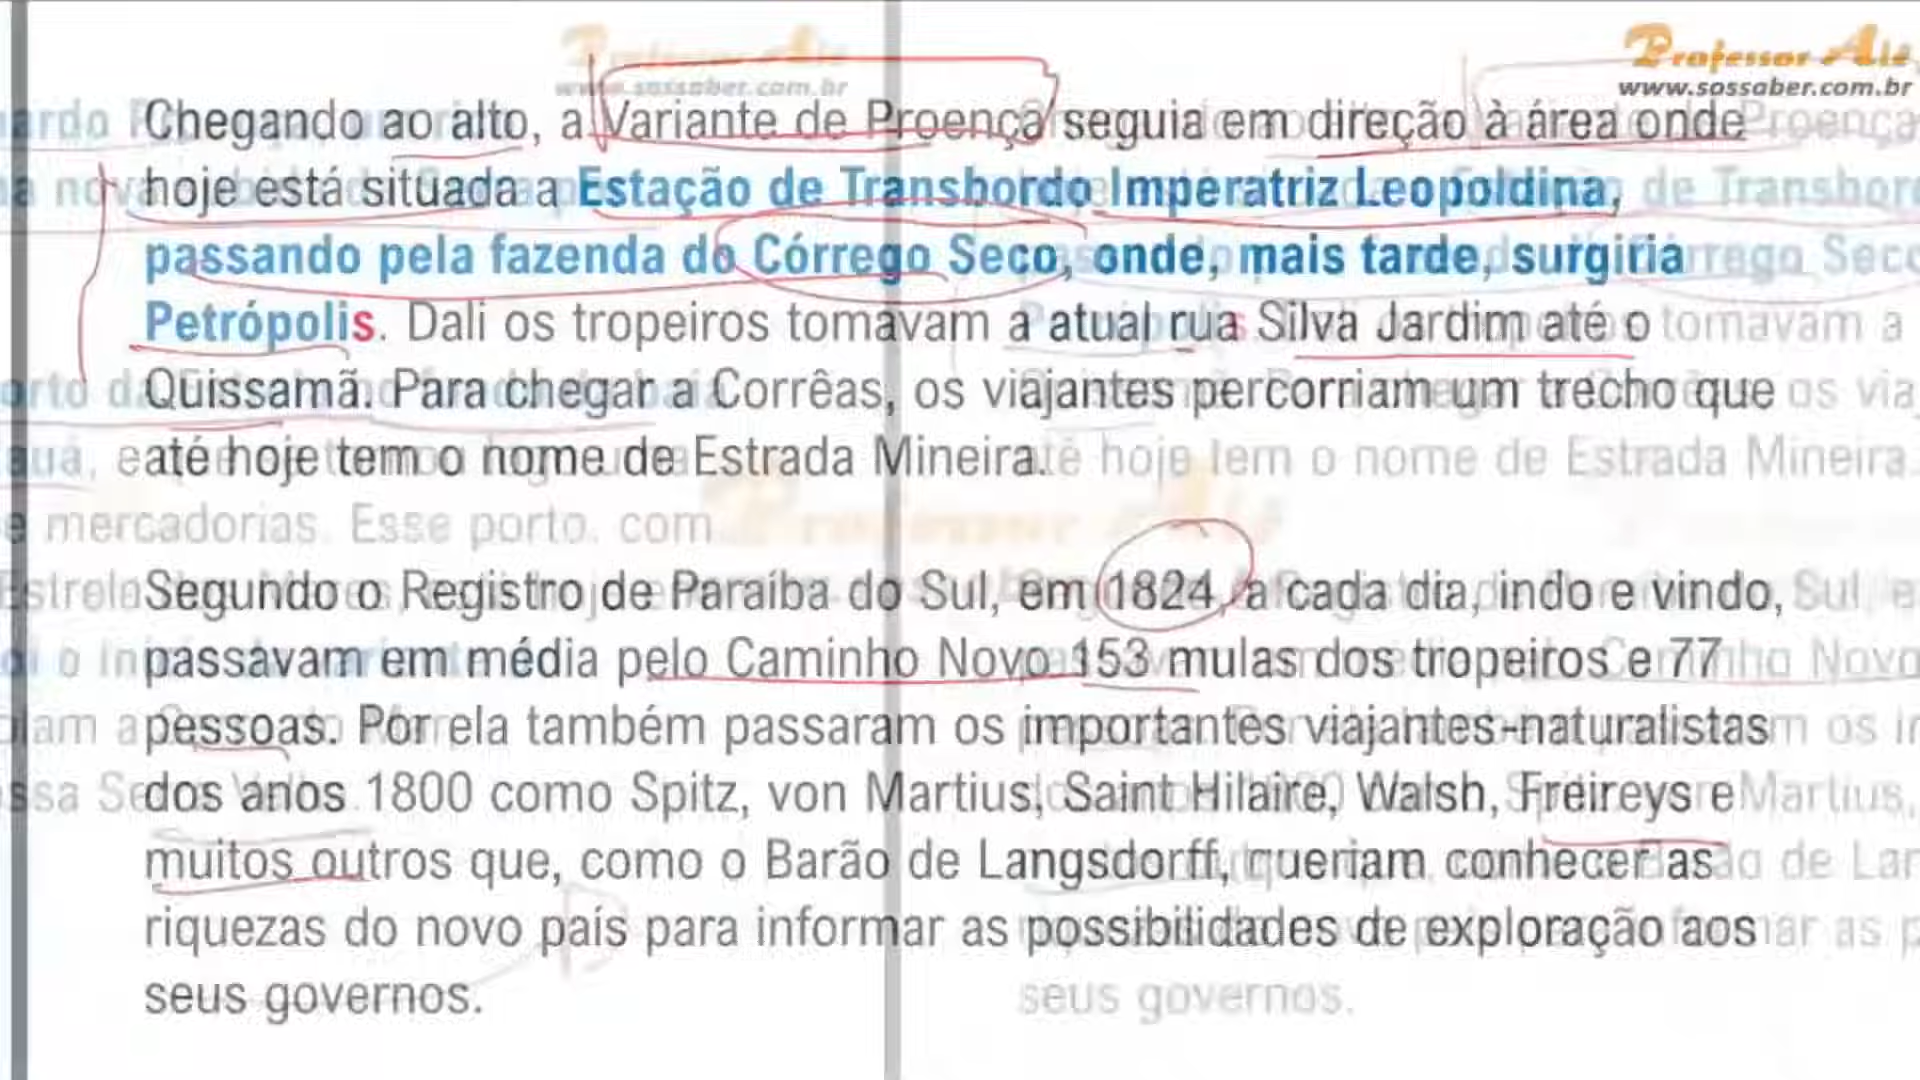 Professor Alê
www.sossaber.com.br
Chegando ao alto, a Variante de Proença seguia em direção à área onde
hoje está situada a Estação de Transbordo Imperatriz Leopoldina,
passando pela fazenda do Córrego Seco, onde, mais tarde, surgiria
Petrópolis. Dali os tropeiros tomavam a atual rua Silva Jardim até o
Quissamã. Para chegar a Corrêas, os viajantes percorriam um trecho que
até hoje tem o nome de Estrada Mineira.
Segundo o Registro de Paraíba do Sul, em 1824, a cada dia, indo e vindo,
passavam em média pelo Caminho Novo 153 mulas dos tropeiros e 77
pessoas. Por ela também passaram os importantes viajantes-naturalistas
dos anos 1800 como Spitz, von Martius, Saint Hilaire, Walsh, Freireys e
muitos outros que, como o Barão de Langsdorff, queriam conhecer as
riquezas do novo país para informar as possibilidades de exploração aos
seus governos.